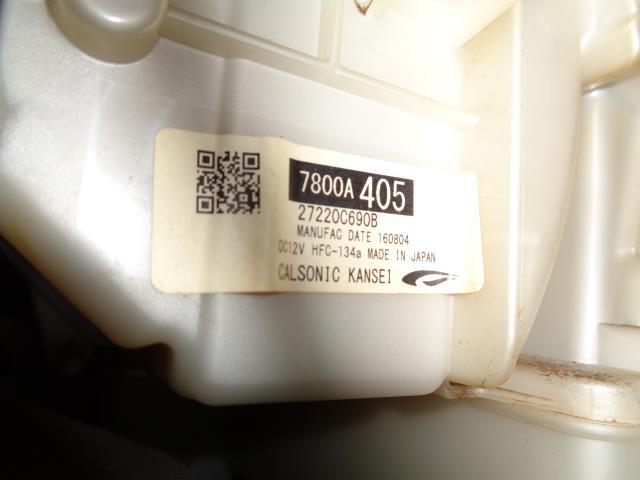 7800A 405
27220C690B
MANUFAC DATE 160804
DC12V HFC-134a MADE IN JAPAN
CALSONIC KANSEI